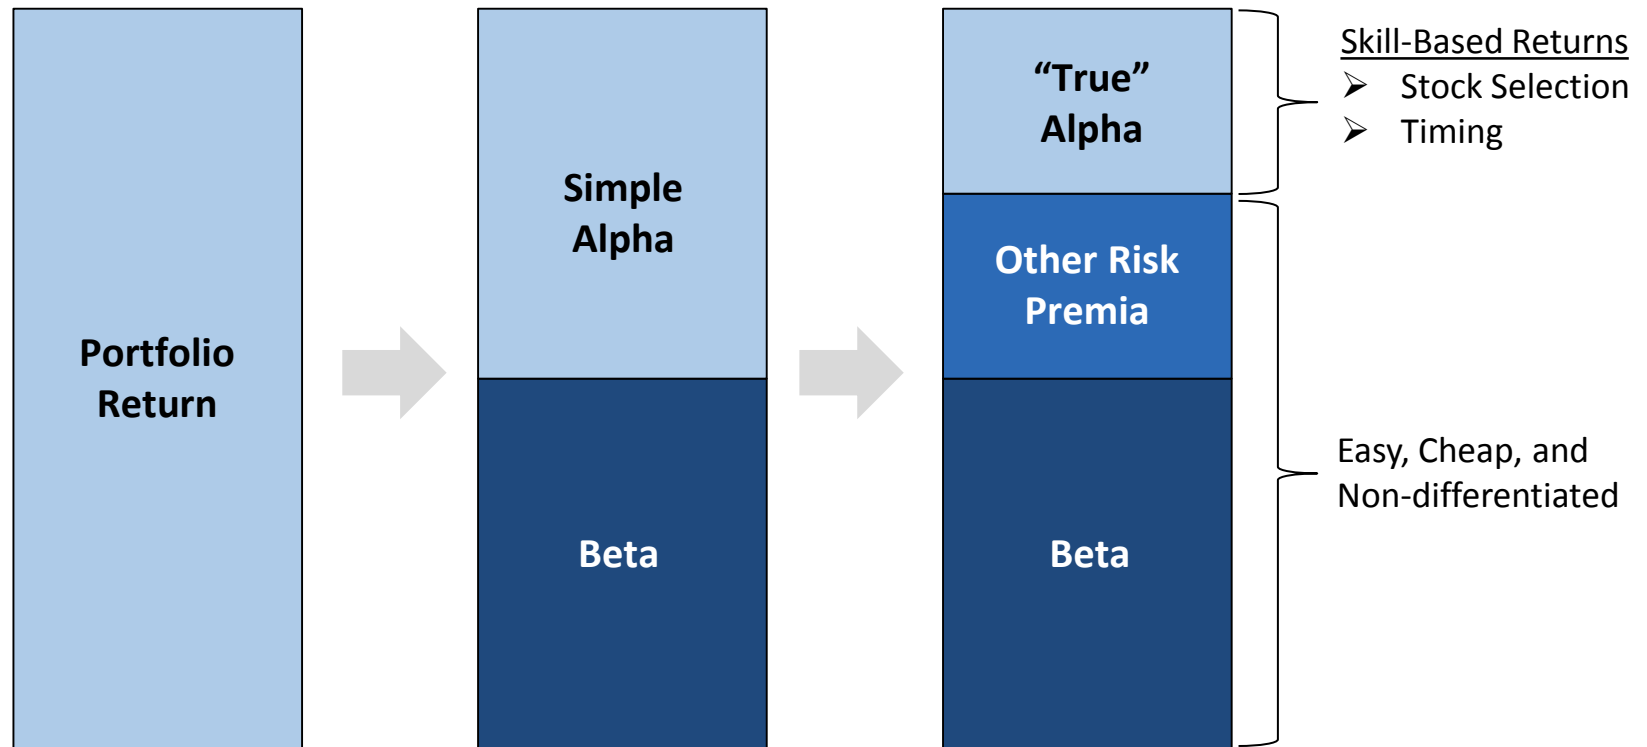 Portfolio
Return
Simple
Alpha
Beta
“True”
Alpha
Other Risk
Premia
Beta
Skill-Based Returns
➢ Stock Selection
➢ Timing
Easy, Cheap, and
Non-differentiated